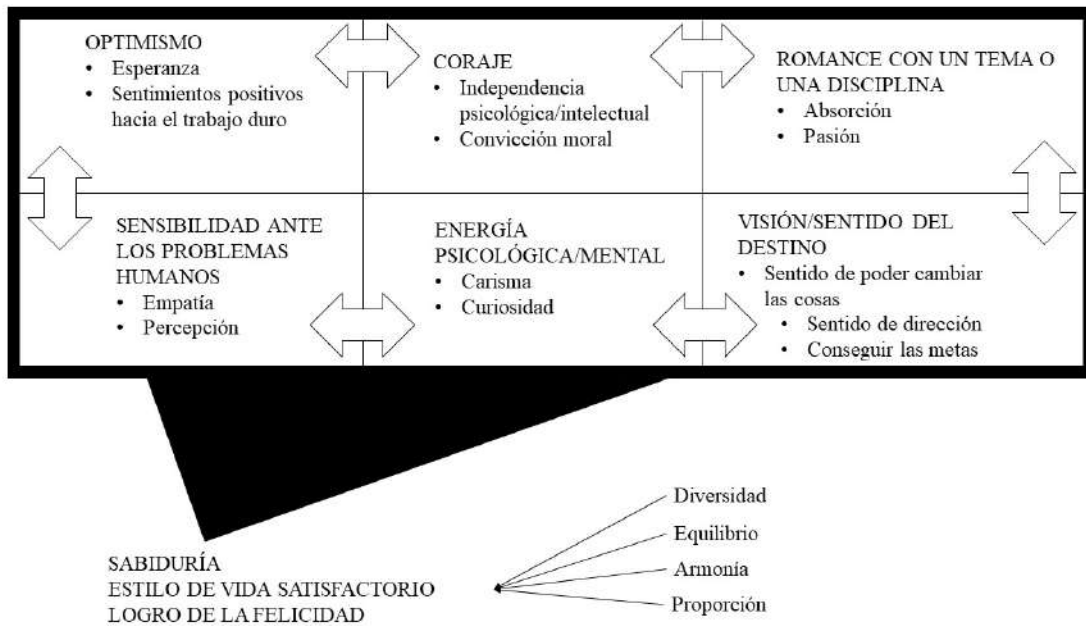 OPTIMISMO
• Esperanza
• Sentimientos positivos
hacia el trabajo duro
CORAJE
• Independencia
psicológica/intelectual
• Convicción moral
ROMANCE CON UN TEMA O
UNA DISCIPLINA
• Absorción
• Pasión
SENSIBILIDAD ANTE
LOS PROBLEMAS
HUMANOS
• Empatía
• Percepción
ENERGÍA
PSICOLÓGICA/MENTAL
• Carisma
• Curiosidad
VISIÓN/SENTIDO DEL
DESTINO
• Sentido de poder cambiar
las cosas
• Sentido de dirección
• Conseguir las metas
SABIDURÍA
ESTILO DE VIDA SATISFACTORIO
LOGRO DE LA FELICIDAD
Diversidad
Equilibrio
Armonía
Proporción